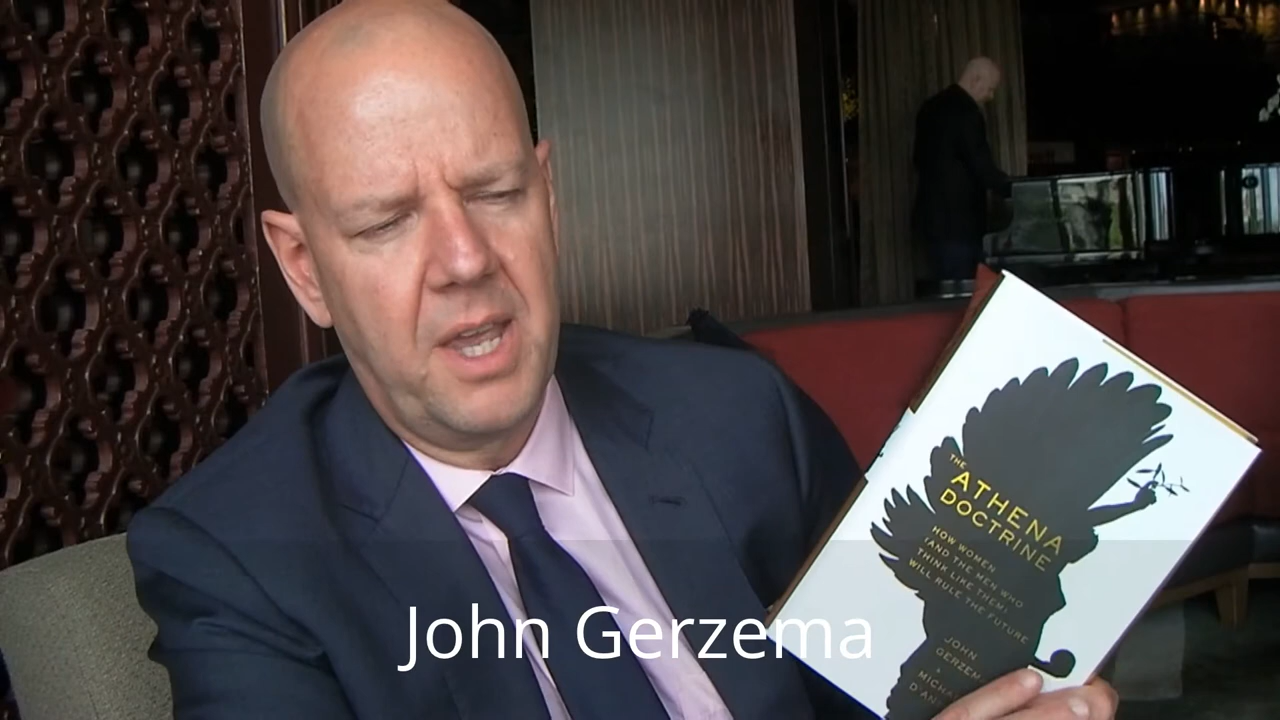 THE
ATHENA
DOCTRINE
HOW WOMEN
(AND THE MEN WHO
THINK LIKE THEM)
WILL RULE THE FUTURE
JOHN
GERZEM
MICHA
D'AN
John Gerzema